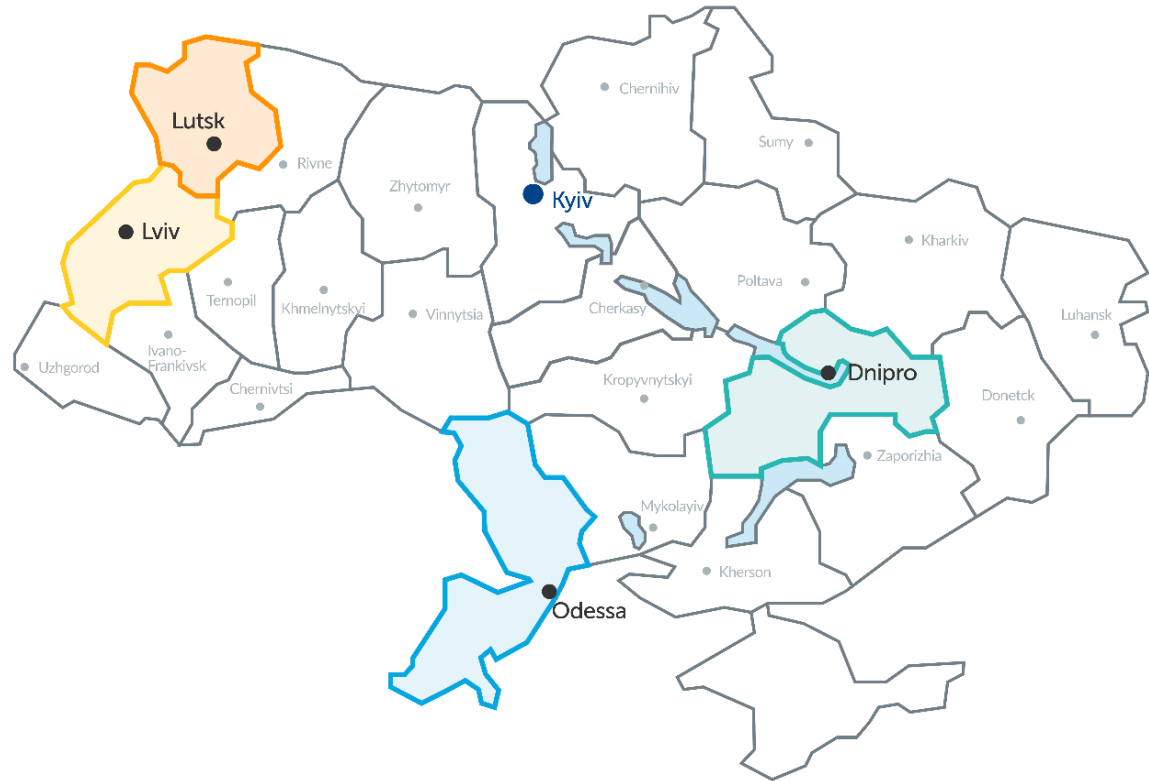 Chernihiv
Lutsk
Sumy
Rivne
Zhytomyr
Kyiv
Lviv
Kharkiv
Poltava
Ternopil
Khmelnytskyi
Cherkasy
Vinnytsia
Luhansk
Ivano-
Frankivsk
Uzhgorod
Dnipro
Kropyvnytskyi
Chernivtsi
Donetck
Zaporizhia
Mykolayiv
Kherson
Odessa